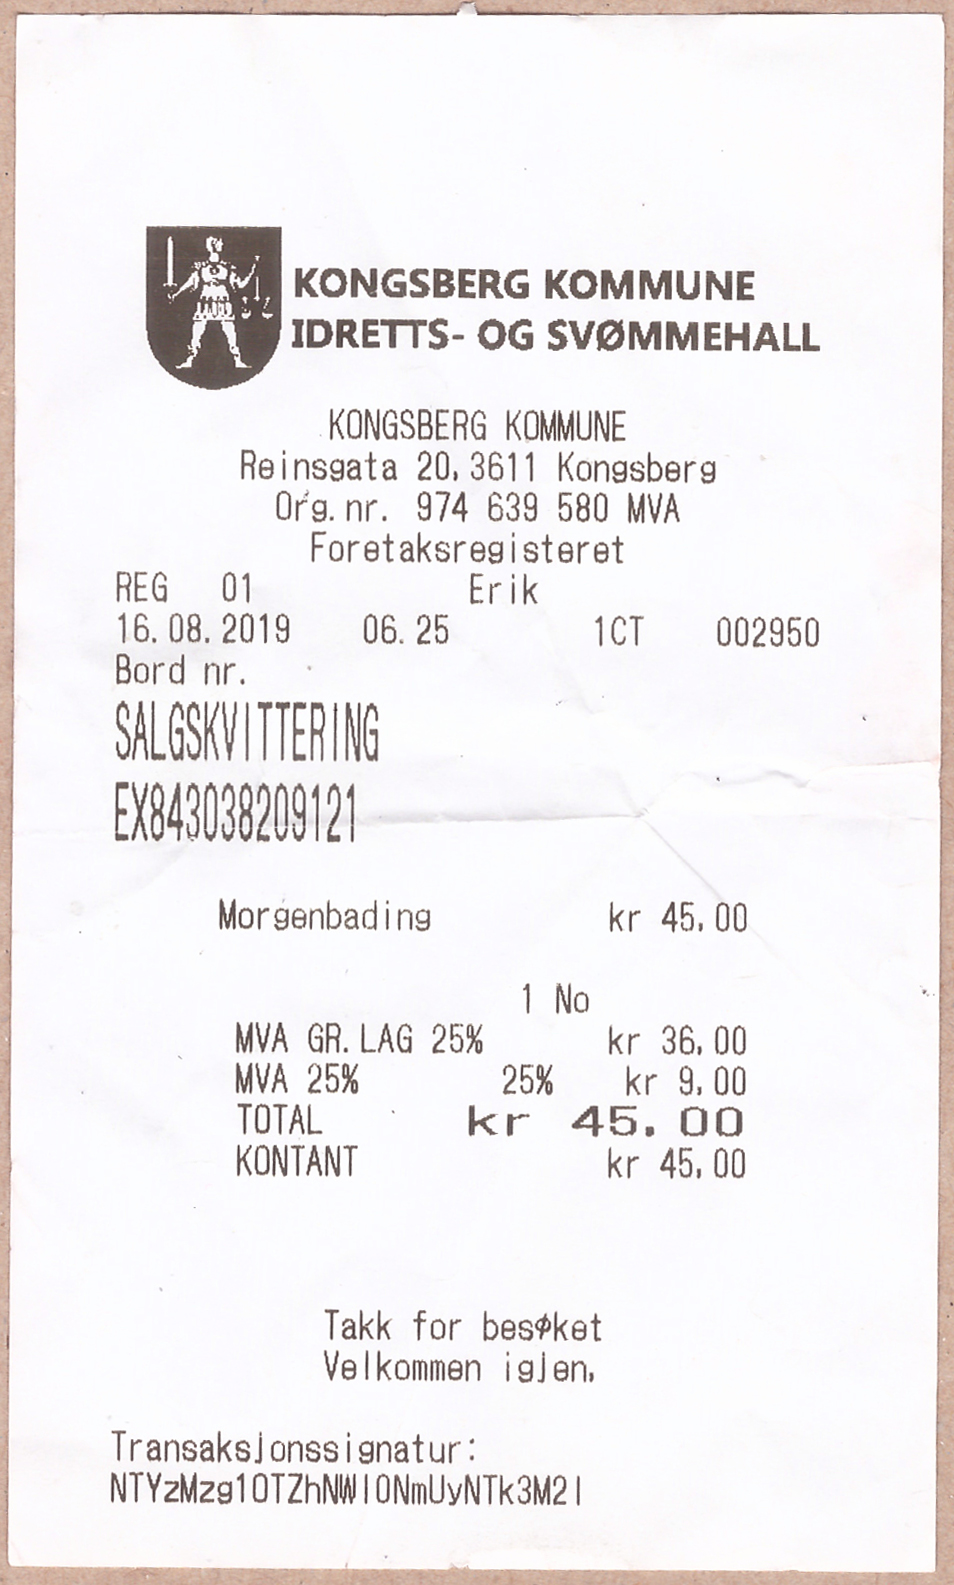 KONGSBERG KOMMUNE
IDRETTS- OG SVØMMEHALL
KONGSBERG KOMMUNE
Reinsgata 20, 3611 Kongsberg
Org. nr. 974 639 580 MVA
Foretaksregisteret
REG 01 Erik
16.08.2019 06.25 1CT 002950
Bord nr.
SALGSKVITTERING
EX843038209121
Morgenbading kr 45,00
1 No
MVA GR.LAG 25% kr 36,00
MVA 25% 25% kr 9,00
TOTAL kr 45.00
KONTANT kr 45,00
Takk for besøket
Velkommen igjen.
Transaksjonssignatur:
NTYzMzg1OTZhNWI0NmUyNTk3M2I